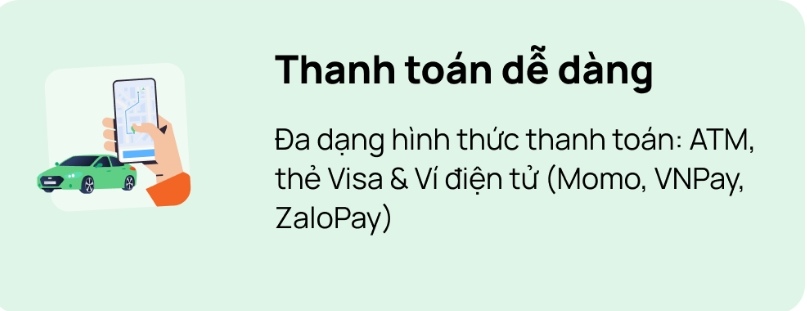 Thanh toán dễ dàng
Đa dạng hình thức thanh toán: ATM,
thẻ Visa & Ví điện tử (Momo, VNPay,
ZaloPay)